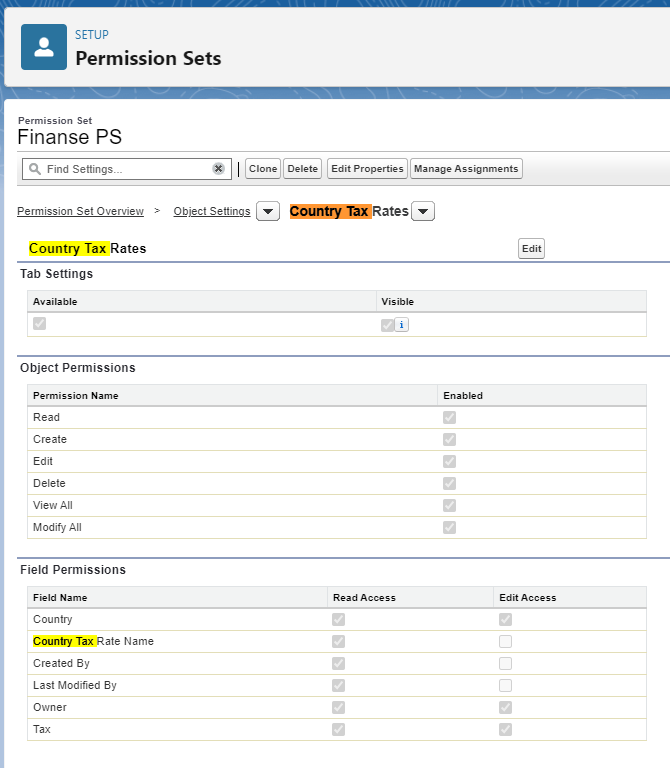 SETUP
Permission Sets
Permission Set
Finanse PS
Find Settings... Clone Delete Edit Properties Manage Assignments
Permission Set Overview > Object Settings Country Tax Rates
Country Tax Rates Edit
Tab Settings
Available Visible
i
Object Permissions
Permission Name Enabled
Read
Create
Edit
Delete
View All
Modify All
Field Permissions
Field Name Read Access Edit Access
Country
Country Tax Rate Name
Created By
Last Modified By
Owner
Tax